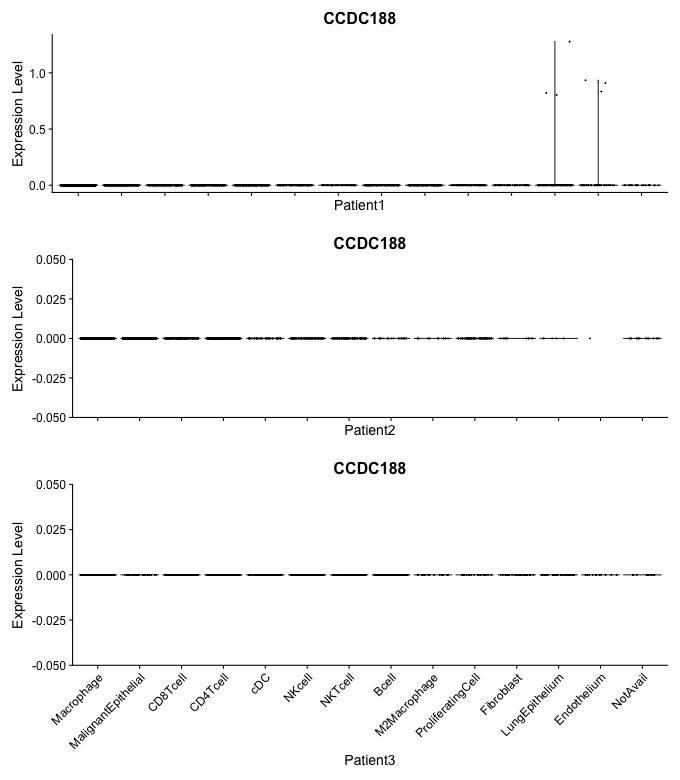 CCDC188
Expression Level
1.0
0.5
0.0
Patient1
CCDC188
Expression Level
0.050
0.025
0.000
-0.025
-0.050
Patient2
CCDC188
Expression Level
0.050
0.025
0.000
-0.025
-0.050
Macrophage
MalignantEpithelial
CD8Tcell
CD4Tcell
cDC
NKcell
NKTcell
Bcell
M2Macrophage
ProliferatingCell
Fibroblast
LungEpithelium
Endothelium
NotAvail
Patient3